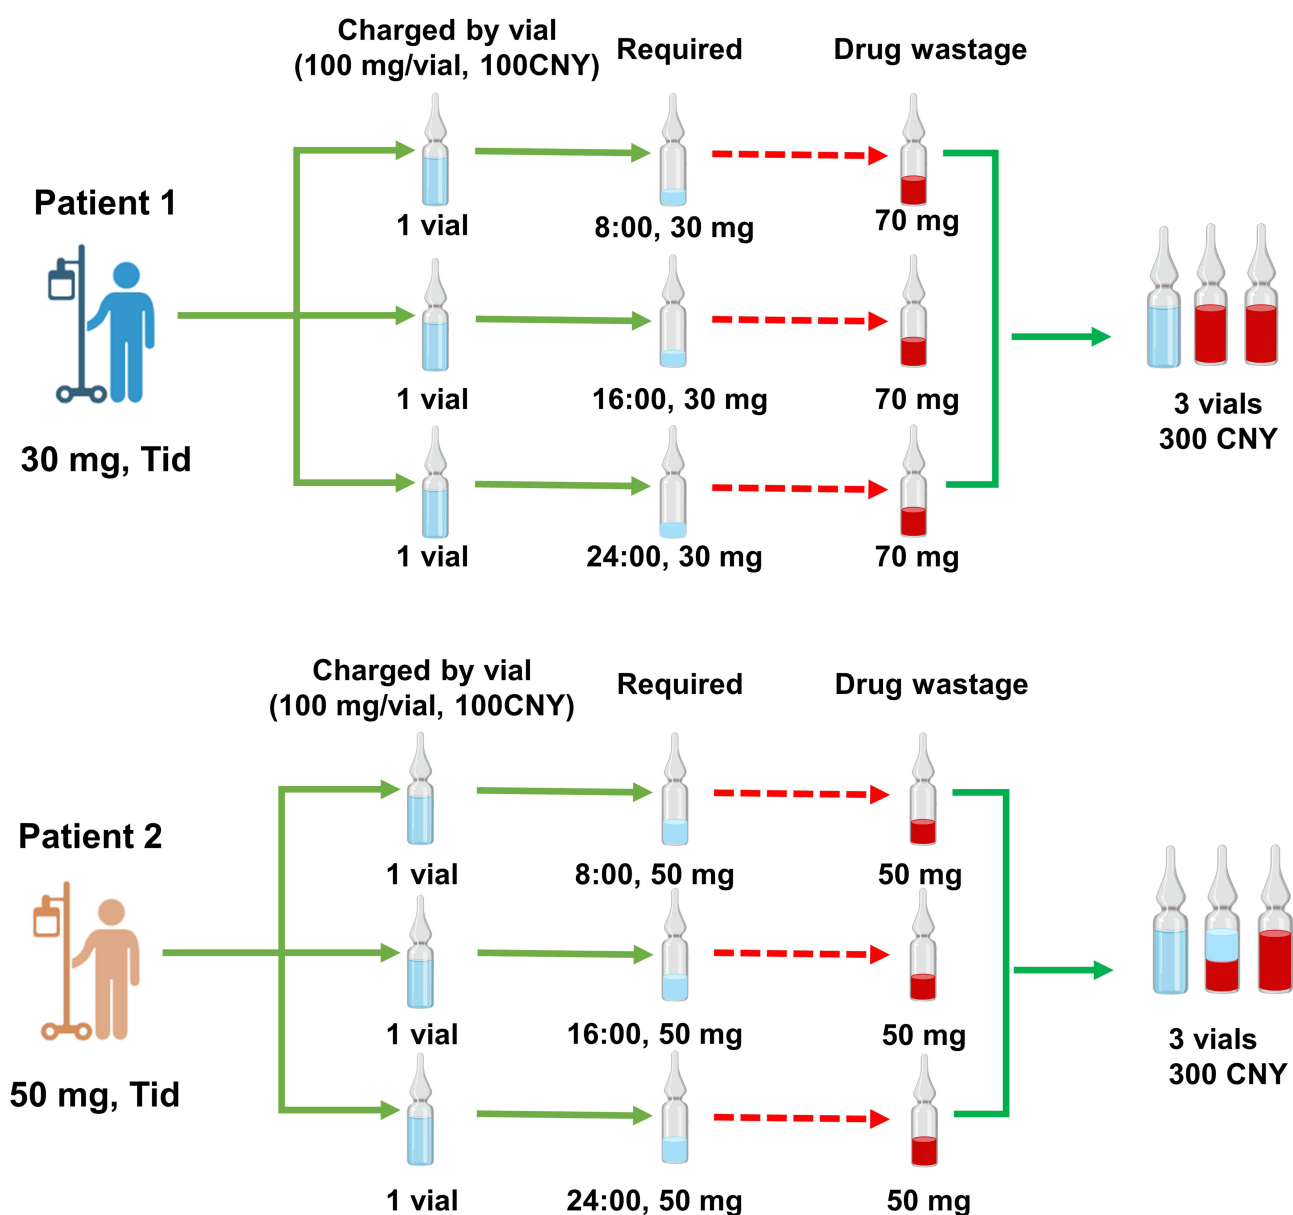 Charged by vial
(100 mg/vial, 100CNY)
Required
Drug wastage
Patient 1
30 mg, Tid
1 vial
8:00, 30 mg
70 mg
1 vial
16:00, 30 mg
70 mg
1 vial
24:00, 30 mg
70 mg
3 vials
300 CNY
Charged by vial
(100 mg/vial, 100CNY)
Required
Drug wastage
Patient 2
50 mg, Tid
1 vial
8:00, 50 mg
50 mg
1 vial
16:00, 50 mg
50 mg
1 vial
24:00, 50 mg
50 mg
3 vials
300 CNY